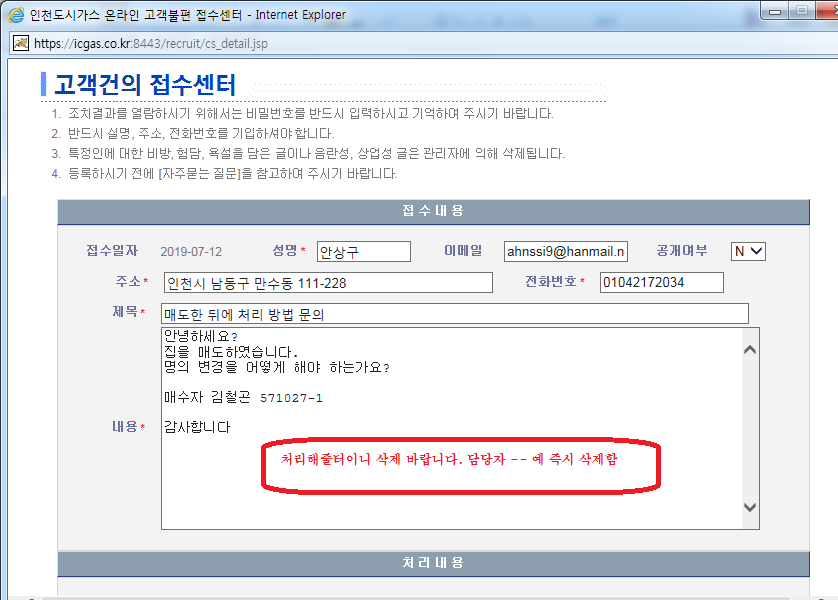 인천도시가스 온라인 고객불편 접수센터 - Internet Explorer
https://icgas.co.kr:8443/recruit/cs_detail.jsp
고객건의 접수센터
1. 조치결과를 열람하시기 위해서는 비밀번호를 반드시 입력하시고 기억하여 주시기 바랍니다.
2. 반드시 실명, 주소, 전화번호를 기입하셔야 합니다.
3. 특정인에 대한 비방, 험담, 욕설을 담은 글이나 음란성, 상업성 글은 관리자에 의해 삭제됩니다.
4. 등록하시기 전에 [자주묻는 질문]을 참고하여 주시기 바랍니다.
접수내용
접수일자 2019-07-12 성명* 안상구 이메일 ahnssi9@hanmail.n 공개여부 N
주소* 인천시 남동구 만수동 111-228 전화번호* 01042172034
제목* 매도한 뒤에 처리 방법 문의
안녕하세요?
집을 매도하였습니다.
명의 변경을 어떻게 해야 하는가요?
매수자 김철곤 571027-1
내용* 감사합니다
처리해줄터이니 삭제 바랍니다. 담당자 -- 예 즉시 삭제함
처리내용